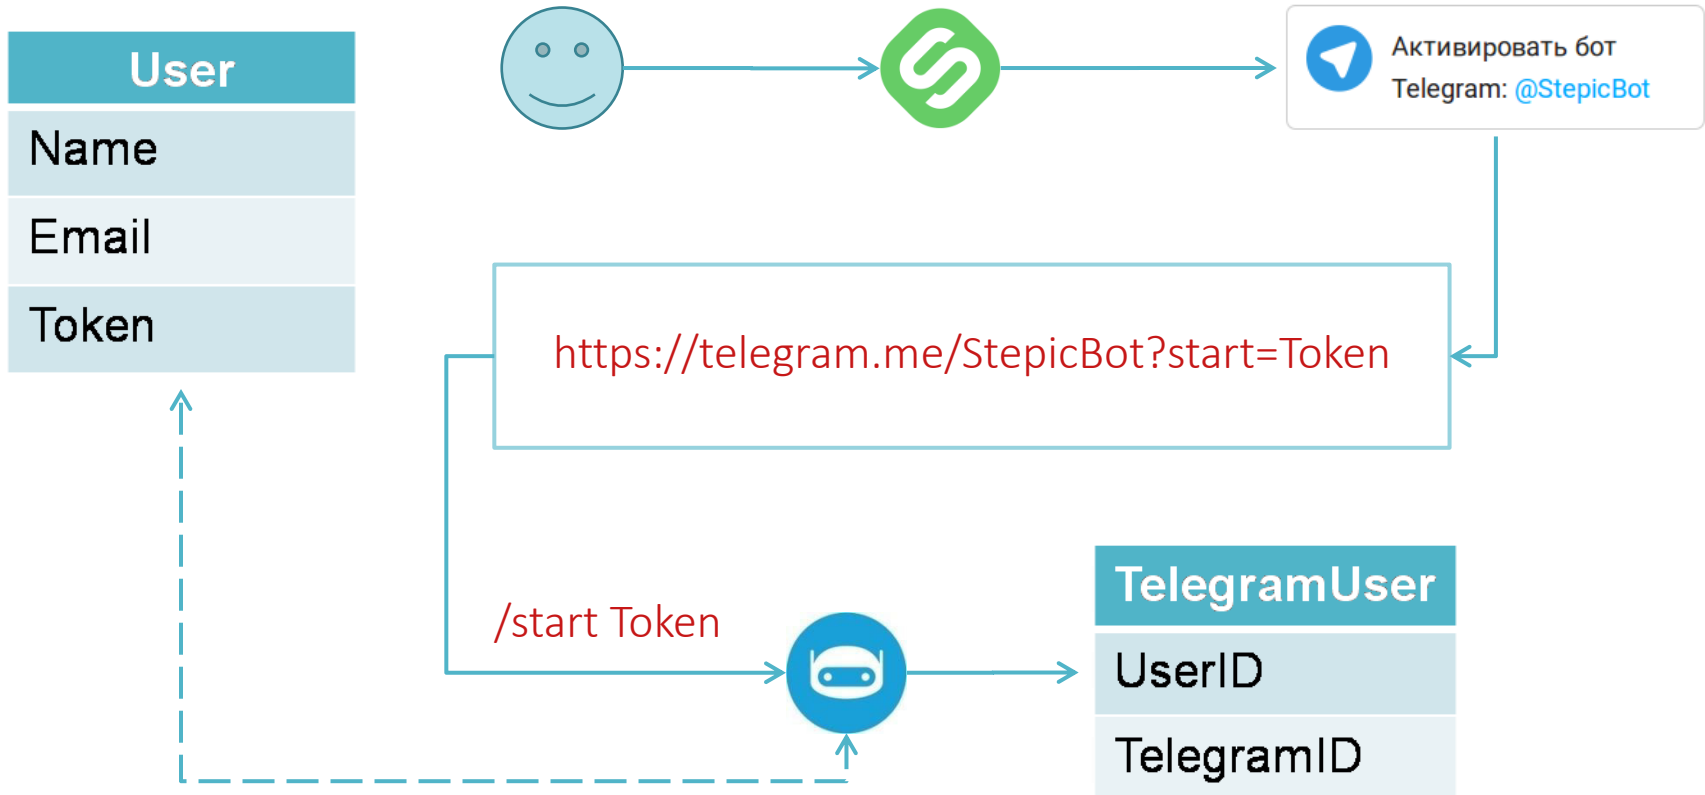 User
Name
Email
Token
Активировать бот
Telegram: @StepicBot
https://telegram.me/StepicBot?start=Token
/start Token
TelegramUser
UserID
TelegramID